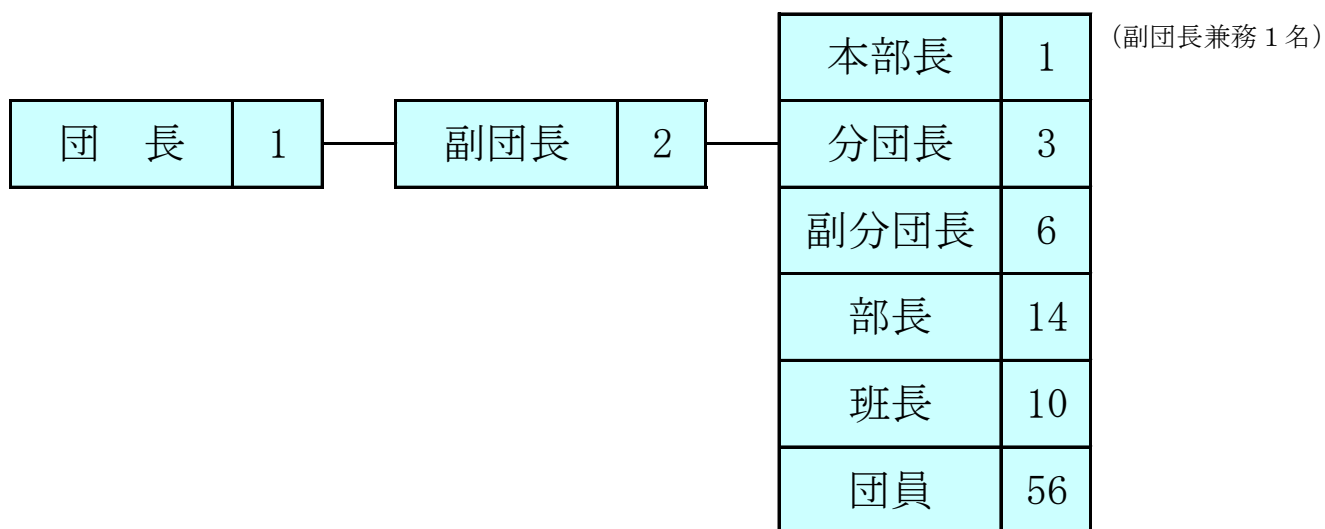 本部長 1 (副団長兼務1名)
団　長 1 副団長 2 分団長 3
副分団長 6
部長 14
班長 10
団員 56